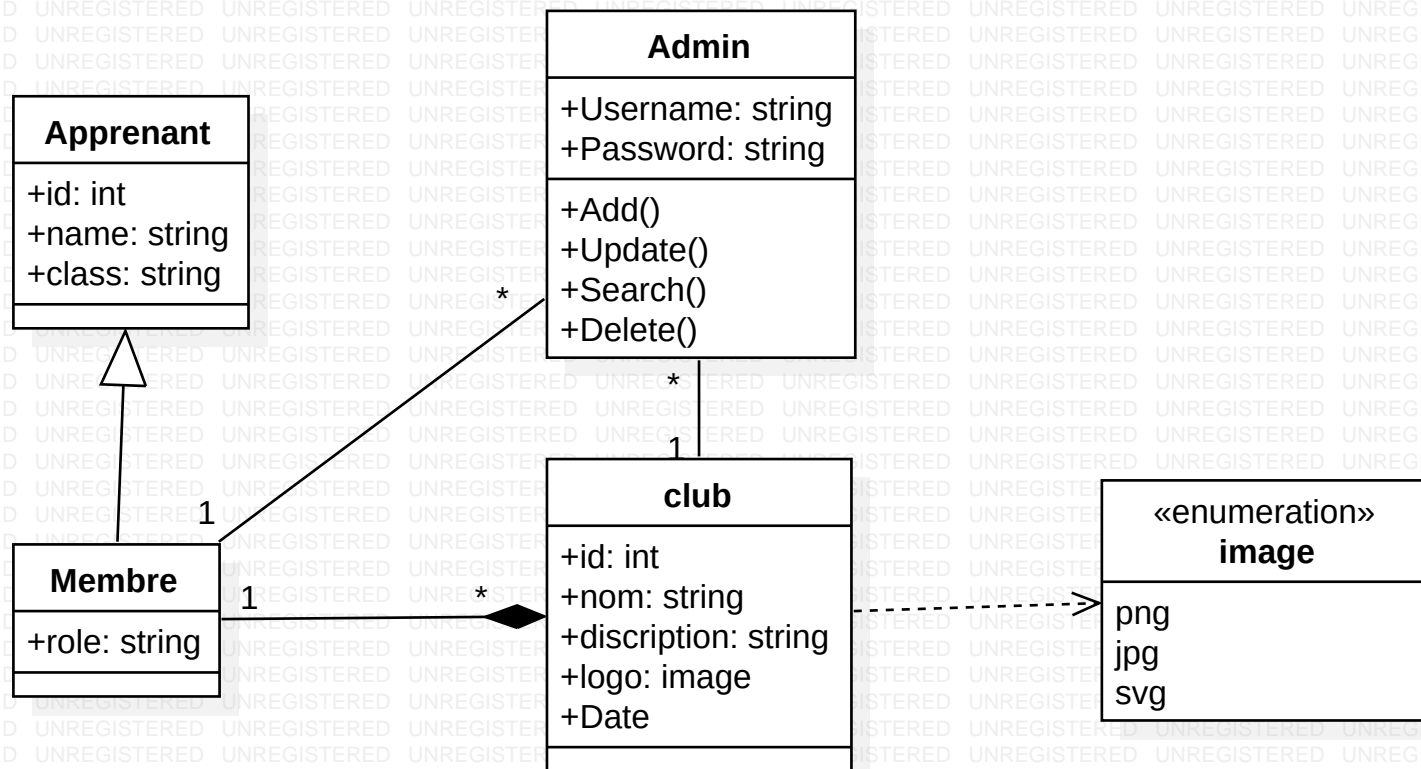 Admin
+Username: string
+Password: string
+Add()
+Update()
+Search()
+Delete()
Apprenant
+id: int
+name: string
+class: string
*
1
*
1
Membre
+role: string
1
*
club
+id: int
+nom: string
+discription: string
+logo: image
+Date
«enumeration»
image
png
jpg
svg
UNREGISTERED